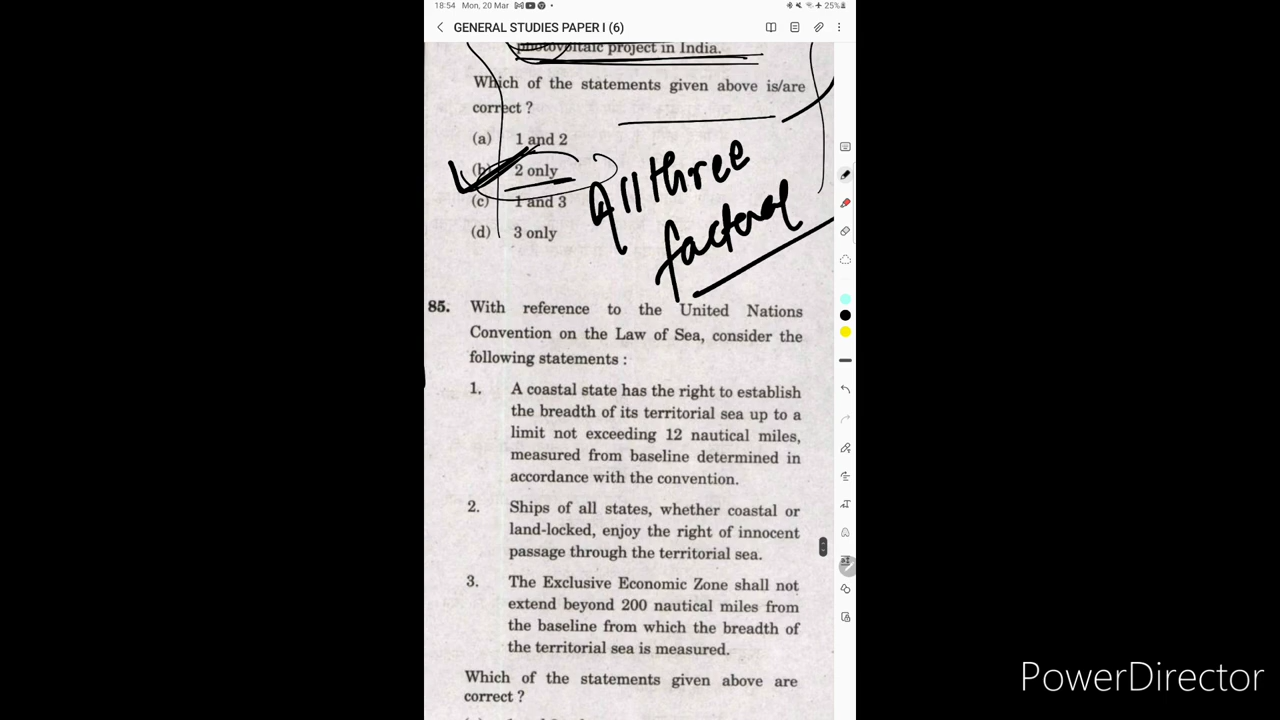 18:54 Mon, 20 Mar
25%
GENERAL STUDIES PAPER I (6)
photovoltaic project in India.
Which of the statements given above is/are
correct ?
(a) 1 and 2
(b) 2 only
(c) 1 and 3
(d) 3 only
All three
factual
85. With reference to the United Nations
Convention on the Law of Sea, consider the
following statements :
1. A coastal state has the right to establish
the breadth of its territorial sea up to a
limit not exceeding 12 nautical miles,
measured from baseline determined in
accordance with the convention.
2. Ships of all states, whether coastal or
land-locked, enjoy the right of innocent
passage through the territorial sea.
3. The Exclusive Economic Zone shall not
extend beyond 200 nautical miles from
the baseline from which the breadth of
the territorial sea is measured.
Which of the statements given above are
correct ?
PowerDirector